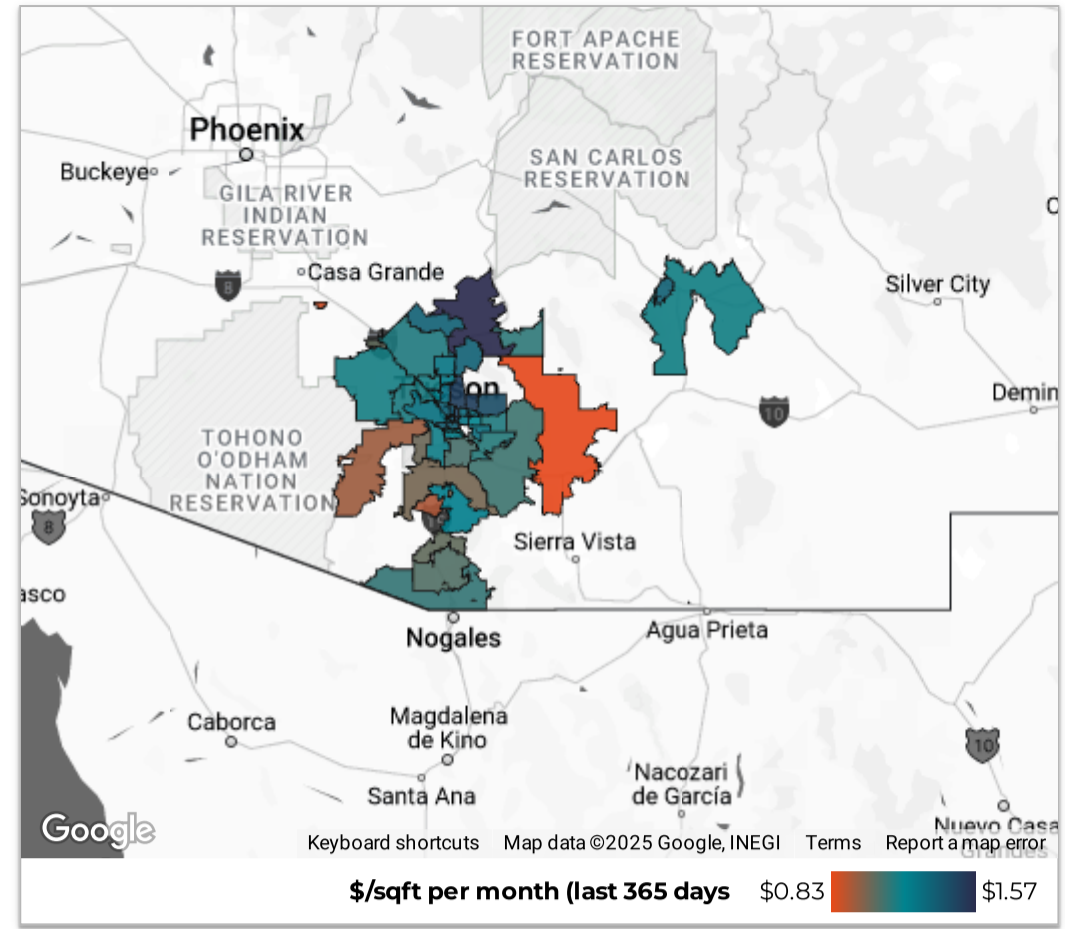 FORT APACHE
RESERVATION
Phoenix
Buckeye
SAN CARLOS
RESERVATION
GILA RIVER
INDIAN
RESERVATION
Casa Grande
8
Silver City
10
Demin
on
TOHONO
O'ODHAM
NATION
RESERVATION
Sonoyta
8
Sierra Vista
asco
Nogales
Agua Prieta
Caborca
Magdalena
de Kino
10
Santa Ana
Nacozari
de García
Google
Nuevo Casa
Grandes
Keyboard shortcuts Map data ©2025 Google, INEGI Terms Report a map error
$/sqft per month (last 365 days $0.83 $1.57